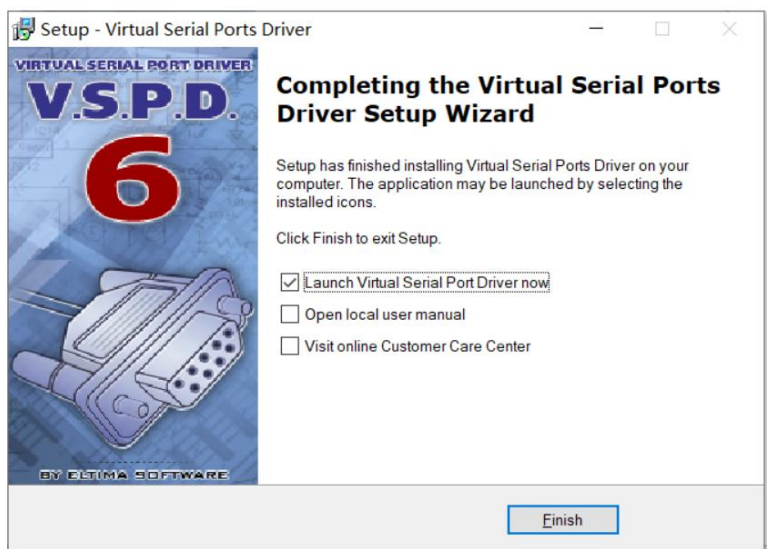 Setup - Virtual Serial Ports Driver
VIRTUAL SERIAL PORT DRIVER
V.S.P.D.
6
BY ELTIMA SOFTWARE
Completing the Virtual Serial Ports
Driver Setup Wizard
Setup has finished installing Virtual Serial Ports Driver on your
computer. The application may be launched by selecting the
installed icons.
Click Finish to exit Setup.
Launch Virtual Serial Port Driver now
Open local user manual
Visit online Customer Care Center
Finish